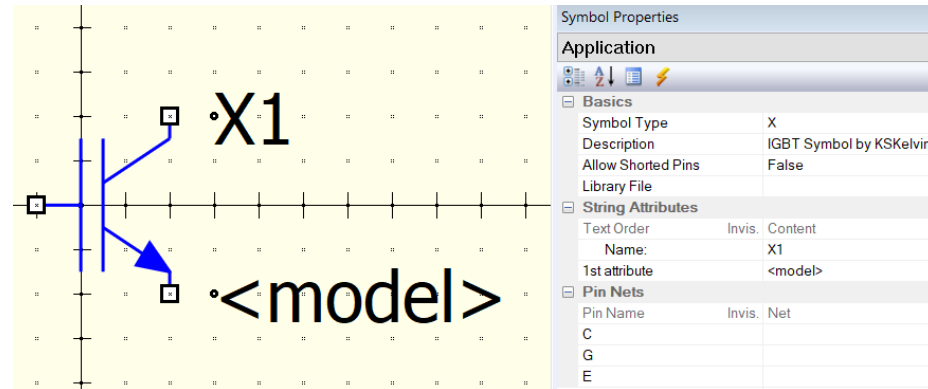 X1
<model>
Symbol Properties
Application
Basics
Symbol Type X
Description IGBT Symbol by KSKelvin
Allow Shorted Pins False
Library File
String Attributes
Text Order Invis. Content
Name: X1
1st attribute <model>
Pin Nets
Pin Name Invis. Net
C
G
E